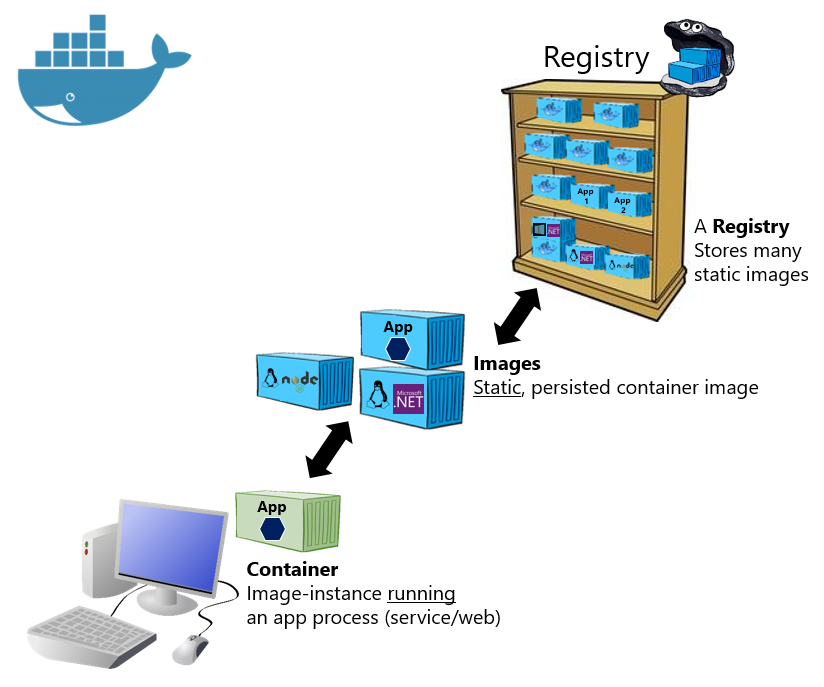 Registry
App
1
App
2
.NET
.NET
node
A Registry
Stores many
static images
App
Images
Static, persisted container image
node
Microsoft
.NET
App
Container
Image-instance running
an app process (service/web)